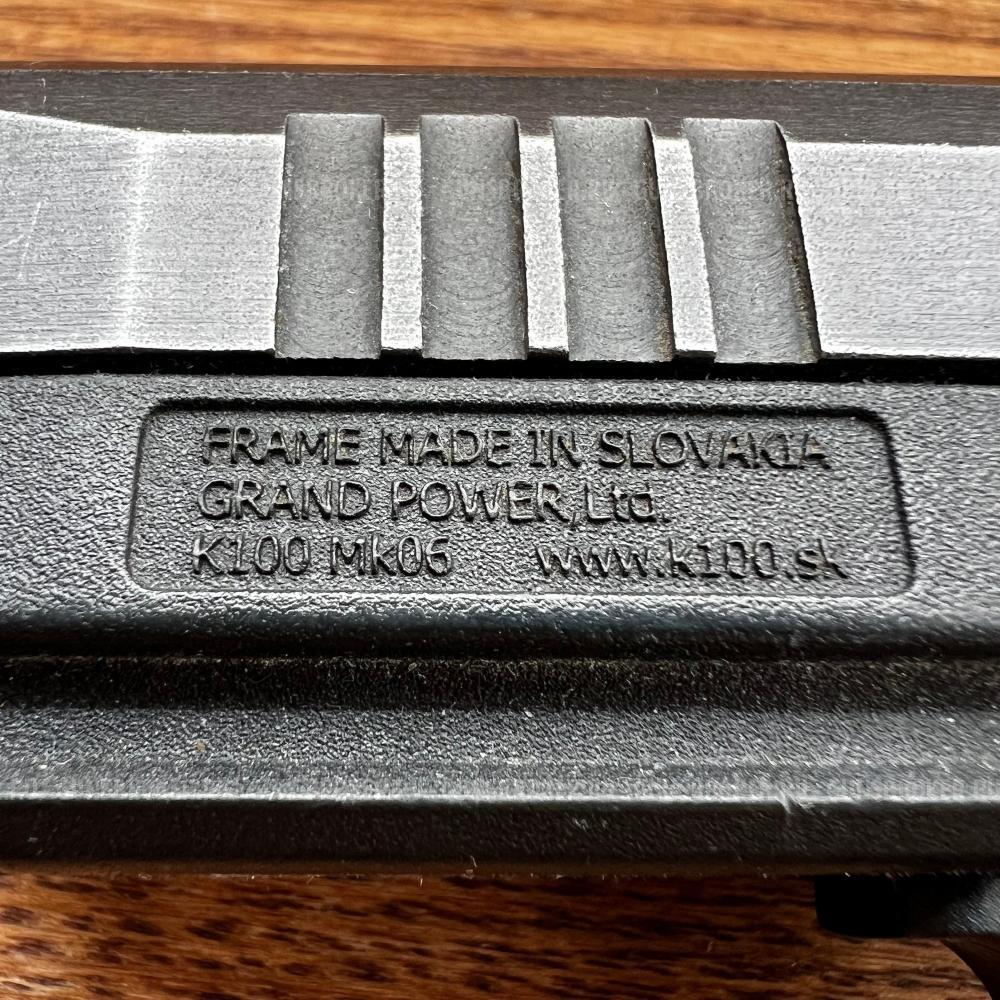 FRAME MADE IN SLOVAKIA
GRAND POWER,Ltd.
K100 Mk06 www.k100.sk